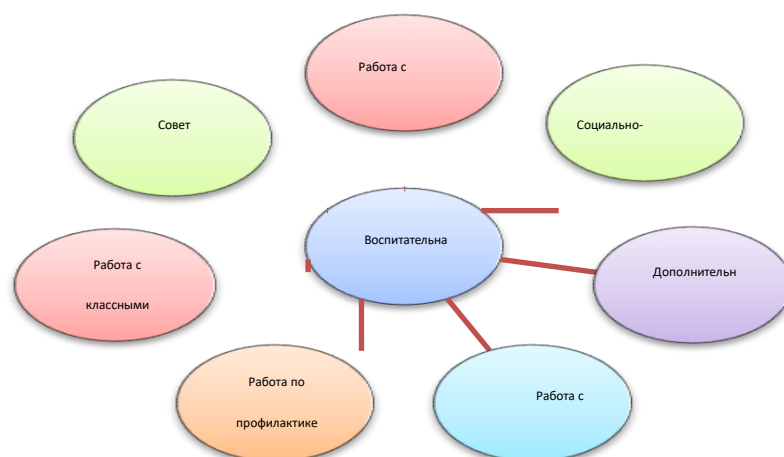 Работа с
Совет
Социально-
Воспитательна
Работа с
классными
Дополнительн
Работа по
профилактике
Работа с